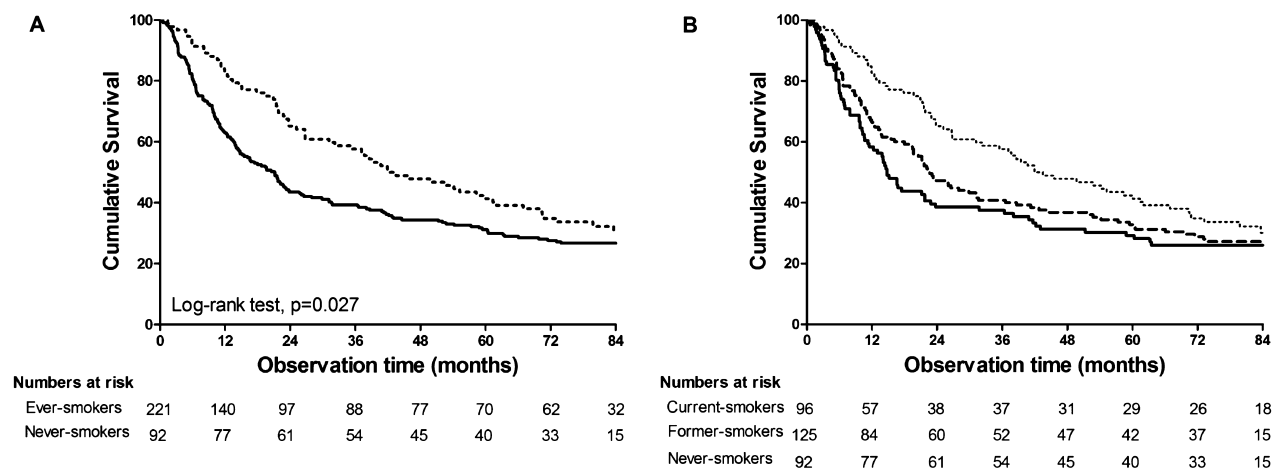 A
Cumulative Survival
100
80
60
40
20
0
Log-rank test, p=0.027
0 12 24 36 48 60 72 84
Observation time (months)
Numbers at risk
Ever-smokers 221 140 97 88 77 70 62 32
Never-smokers 92 77 61 54 45 40 33 15
B
Cumulative Survival
100
80
60
40
20
0
0 12 24 36 48 60 72 84
Observation time (months)
Numbers at risk
Current-smokers 96 57 38 37 31 29 26 18
Former-smokers 125 84 60 52 47 42 37 15
Never-smokers 92 77 61 54 45 40 33 15